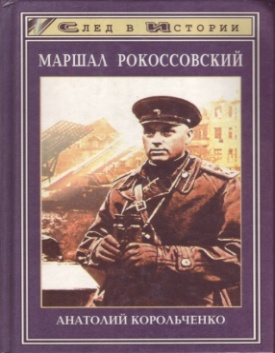 След в Истории
МАРШАЛ РОКОССОВСКИЙ
АНАТОЛИЙ КОРОЛЬЧЕНКО